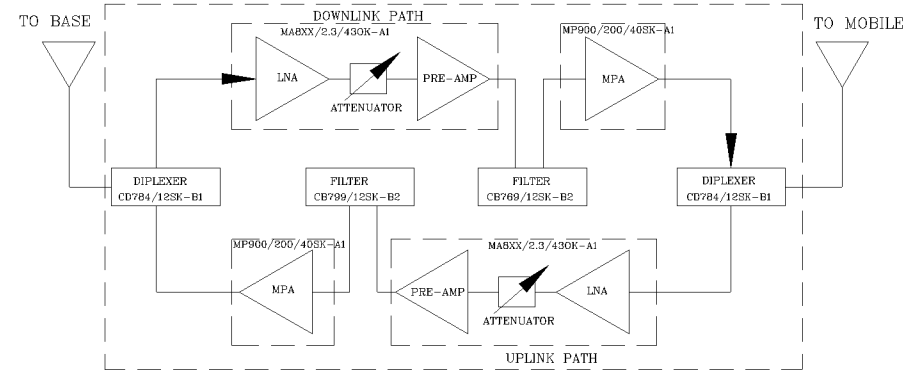 DOWNLINK PATH
TO BASE
TO MOBILE
MA8XX/2.3/430K-A1
MP900/200/40SK-A1
LNA
PRE-AMP
MPA
ATTENUATOR
DIPLEXER
CD784/12SK-B1
FILTER
CB799/12SK-B2
FILTER
CB769/12SK-B2
DIPLEXER
CD784/12SK-B1
MP900/200/40SK-A1
MA8XX/2.3/430K-A1
MPA
PRE-AMP
LNA
ATTENUATOR
UPLINK PATH